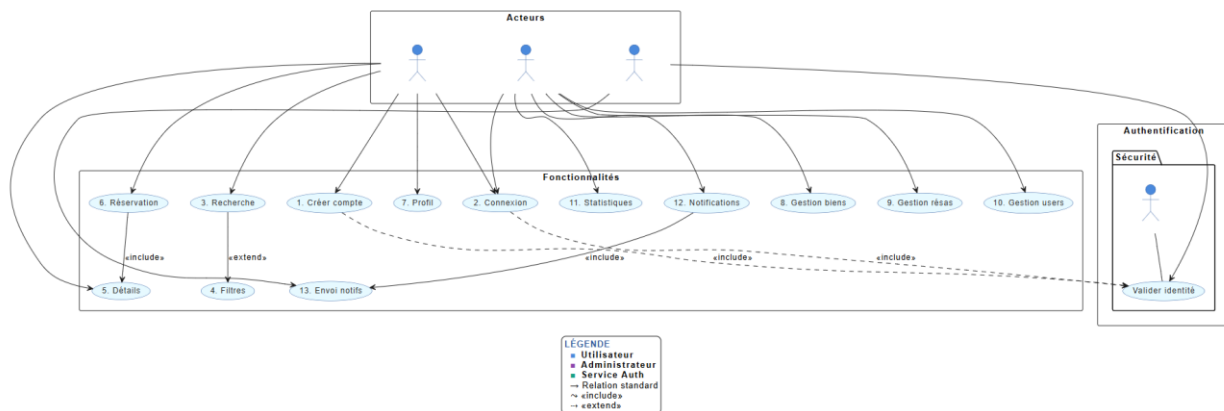 Acteurs
Authentification
Sécurité
Fonctionnalités
6. Réservation
3. Recherche
1. Créer compte
7. Profil
2. Connexion
11. Statistiques
12. Notifications
8. Gestion biens
9. Gestion résas
10. Gestion users
«include»
«extend»
«include»
«include»
«include»
5. Détails
4. Filtres
13. Envoi notifs
Valider identité
LÉGENDE
Utilisateur
Administrateur
Service Auth
Relation standard
«include»
«extend»